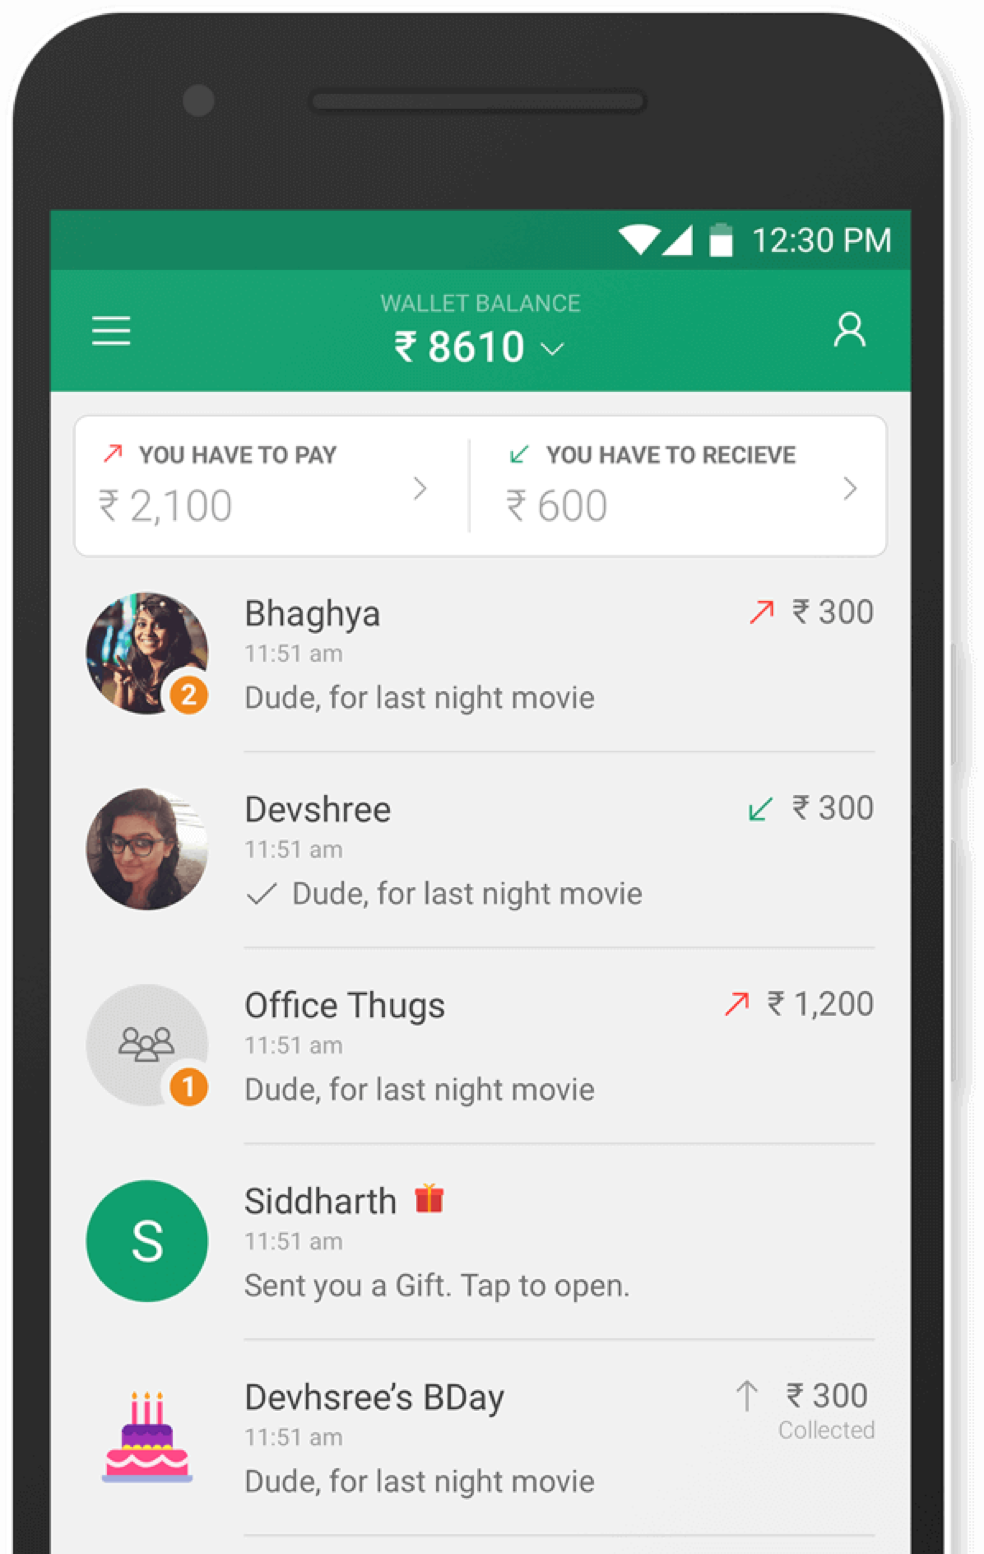 12:30 PM
WALLET BALANCE
₹ 8610
YOU HAVE TO PAY
₹ 2,100
YOU HAVE TO RECIEVE
₹ 600
Bhaghya
₹ 300
11:51 am
Dude, for last night movie
2
Devshree
₹ 300
11:51 am
Dude, for last night movie
Office Thugs
₹ 1,200
11:51 am
Dude, for last night movie
1
S
Siddharth
11:51 am
Sent you a Gift. Tap to open.
Devhsree’s BDay
₹ 300
11:51 am
Collected
Dude, for last night movie